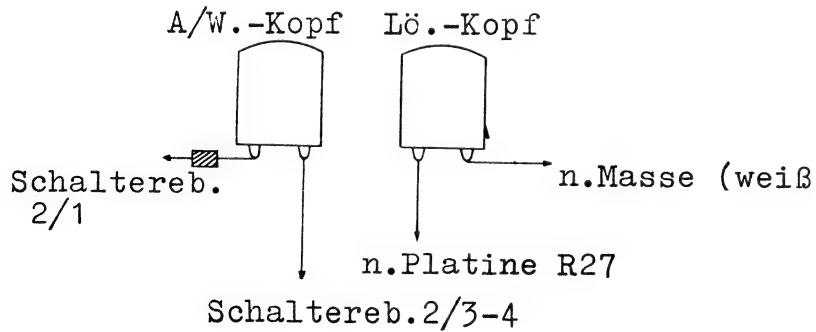 A/W.-Kopf Lö.-Kopf
Schaltereb.
2/1
n.Masse (weiß
n.Platine R27
Schaltereb.2/3-4